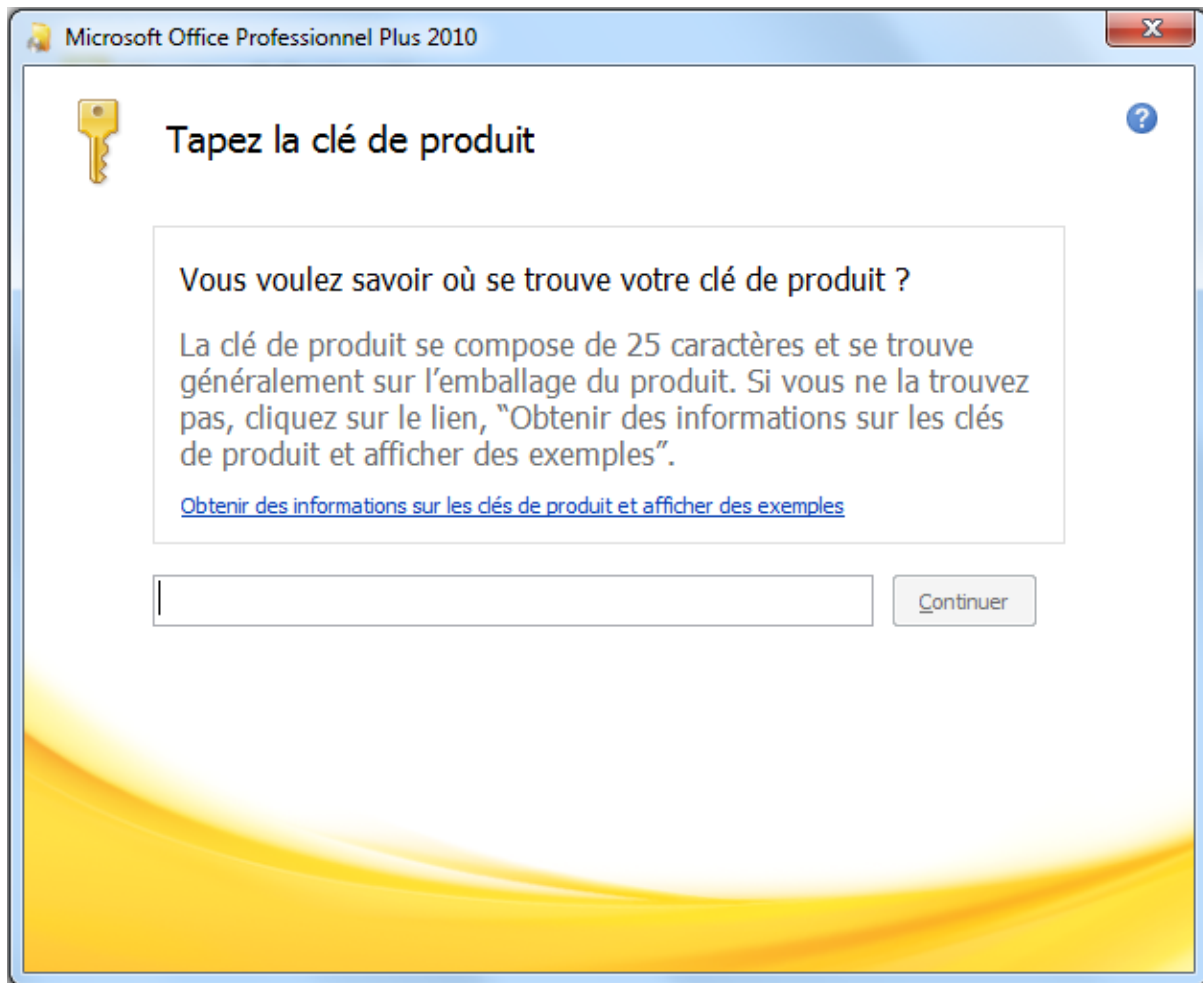 Microsoft Office Professionnel Plus 2010
Tapez la clé de produit
?
Vous voulez savoir où se trouve votre clé de produit ?
La clé de produit se compose de 25 caractères et se trouve
généralement sur l’emballage du produit. Si vous ne la trouvez
pas, cliquez sur le lien, “Obtenir des informations sur les clés
de produit et afficher des exemples”.
Obtenir des informations sur les clés de produit et afficher des exemples
Continuer